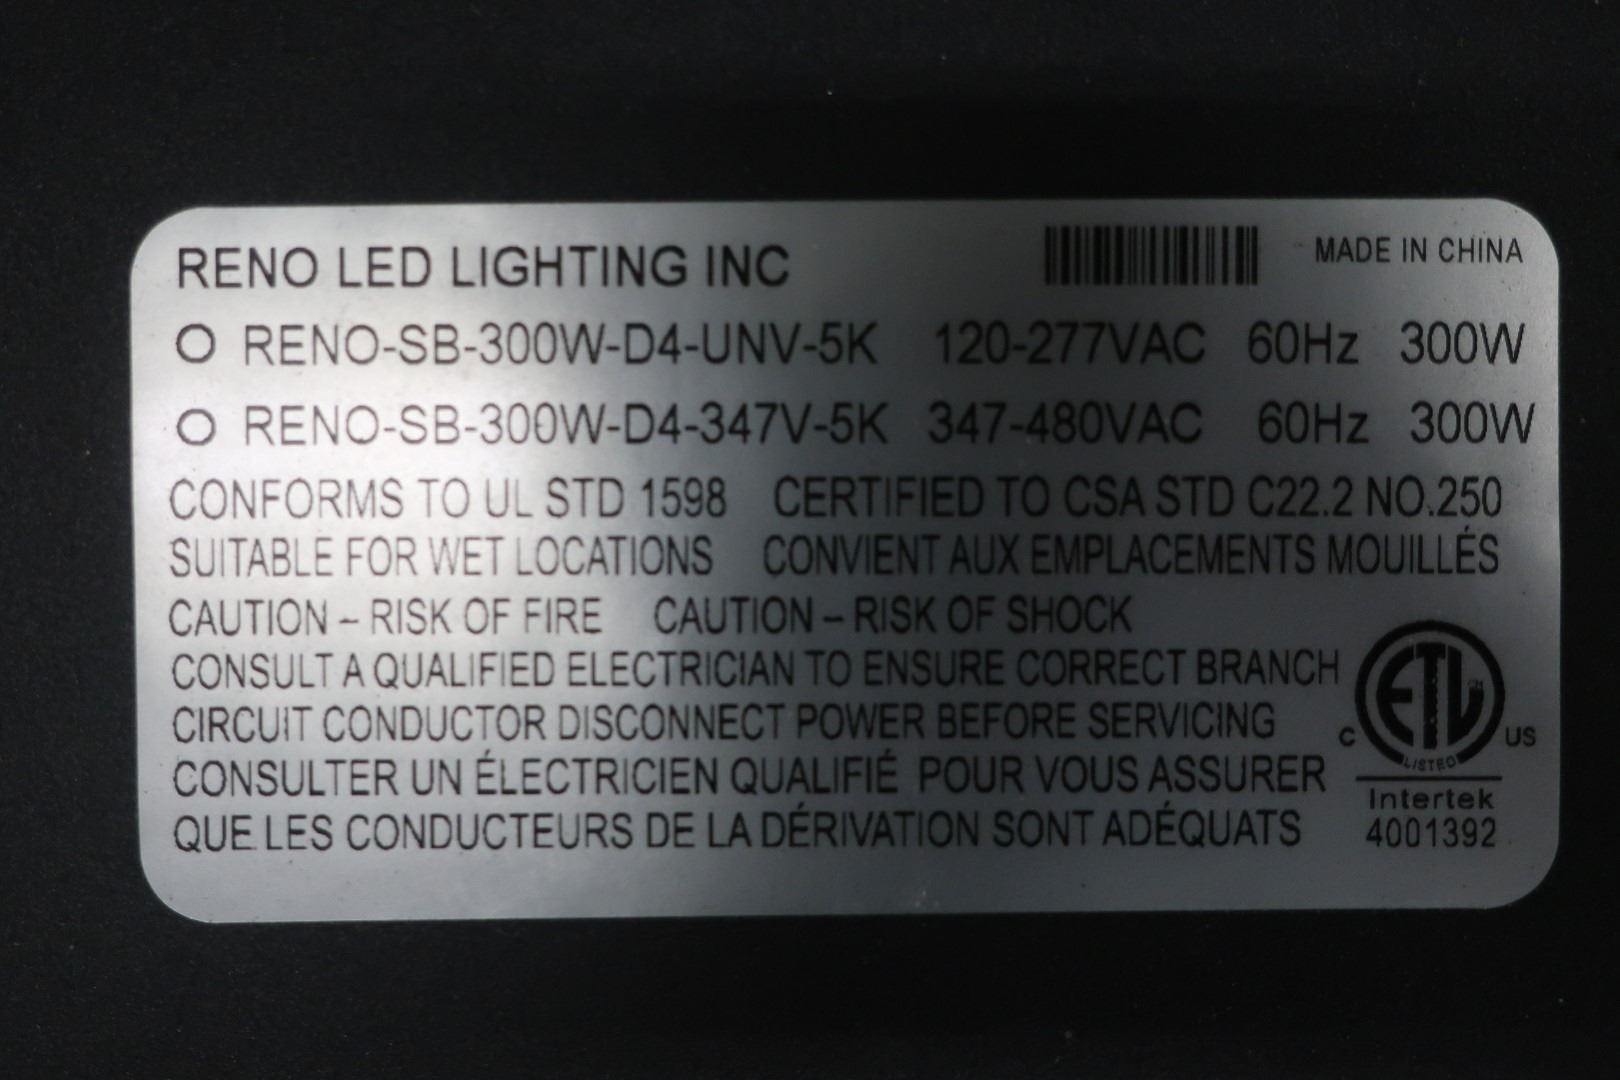 RENO LED LIGHTING INC
MADE IN CHINA
RENO-SB-300W-D4-UNV-5K 120-277VAC 60Hz 300W
RENO-SB-300W-D4-347V-5K 347-480VAC 60Hz 300W
CONFORMS TO UL STD 1598 CERTIFIED TO CSA STD C22.2 NO.250
SUITABLE FOR WET LOCATIONS CONVIENT AUX EMPLACEMENTS MOUILLÉS
CAUTION – RISK OF FIRE CAUTION – RISK OF SHOCK
CONSULT A QUALIFIED ELECTRICIAN TO ENSURE CORRECT BRANCH
CIRCUIT CONDUCTOR DISCONNECT POWER BEFORE SERVICING
CONSULTER UN ÉLECTRICIEN QUALIFIÉ POUR VOUS ASSURER
QUE LES CONDUCTEURS DE LA DÉRIVATION SONT ADÉQUATS
ETL
C US
LISTED
Intertek
4001392